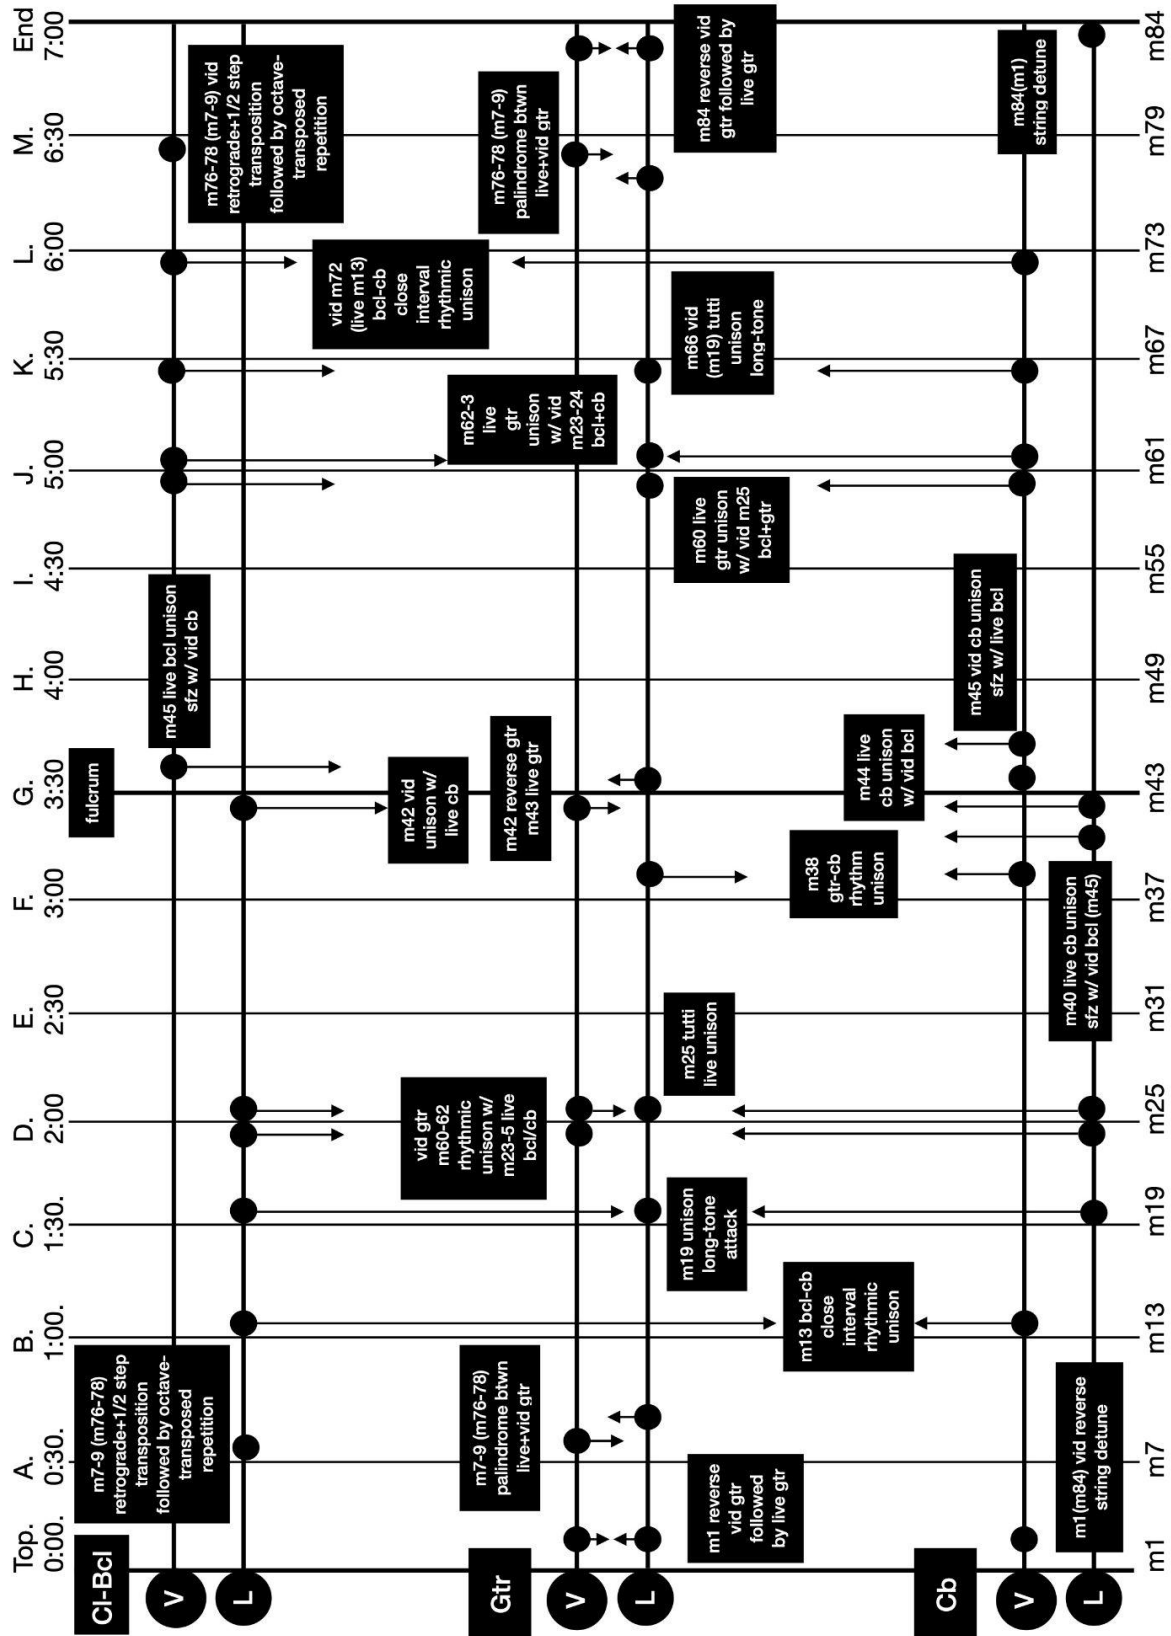 Top.
A.
B.
C.
D.
E.
F.
G.
H.
I.
J.
K.
L.
M.
End
0:00.
0:30.
1:00.
1:30.
2:00
2:30
3:00
3:30
4:00
4:30
5:00
5:30
6:00
6:30
7:00
fulcrum
Cl-Bcl
V
L
m7-9 (m76-78)
retrograde+1/2 step
transposition
followed by octave-
transposed
repetition
m45 live bcl unison
sfz w/ vid cb
m76-78 (m7-9) vid
retrograde+1/2 step
transposition
followed by octave-
transposed
repetition
vid m72
(live m13)
bcl-cb
close
interval
rhythmic
unison
m42 vid
unison w/
live cb
vid gtr
m60-62
rhythmic
unison w/
m23-5 live
bcl/cb
m62-3
live
gtr
unison
w/ vid
m23-24
bcl+cb
Gtr
V
L
m7-9 (m76-78)
palindrome btwn
live+vid gtr
m42 reverse gtr
m43 live gtr
m76-78 (m7-9)
palindrome btwn
live+vid gtr
m1 reverse
vid gtr
followed
by live gtr
m19 unison
long-tone
attack
m25 tutti
live unison
m60 live
gtr unison
w/ vid m25
bcl+gtr
m66 vid
(m19) tutti
unison
long-tone
m84 reverse vid
gtr followed by
live gtr
m13 bcl-cb
close
interval
rhythmic
unison
m38
gtr-cb
rhythm
unison
m44 live
cb unison
w/ vid bcl
Cb
V
L
m45 vid cb unison
sfz w/ live bcl
m84(m1)
string detune
m1(m84) vid reverse
string detune
m40 live cb unison
sfz w/ vid bcl (m45)
m1
m7
m13
m19
m25
m31
m37
m43
m49
m55
m61
m67
m73
m79
m84